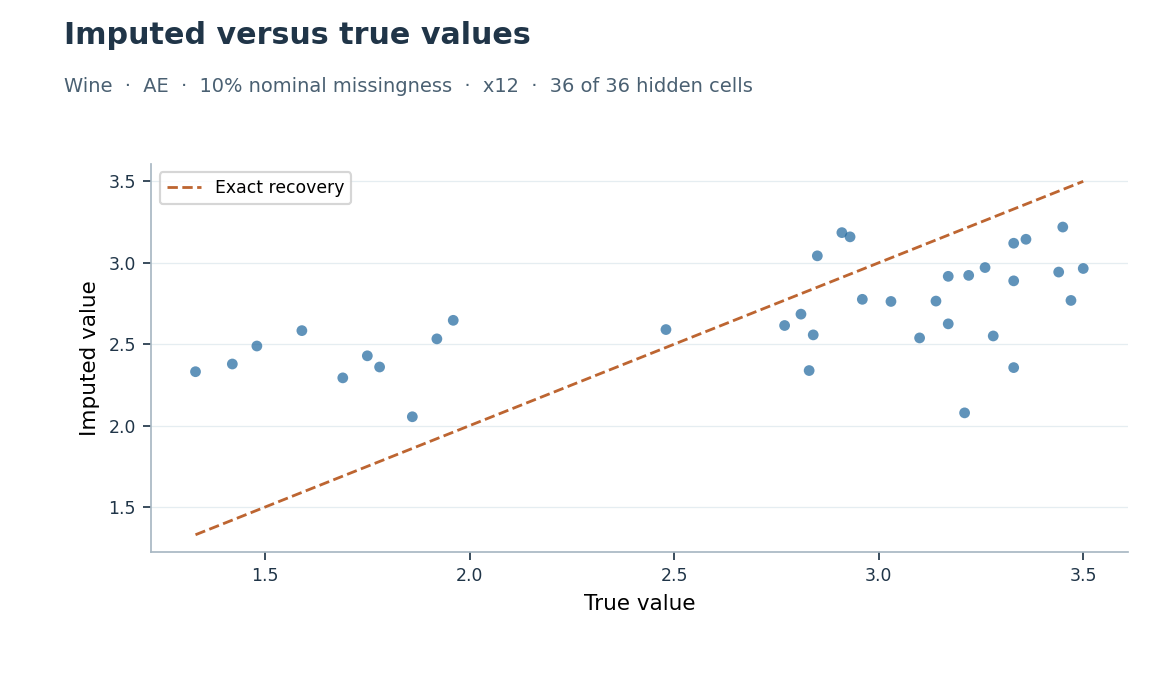 Imputed versus true values
Wine · AE · 10% nominal missingness · x12 · 36 of 36 hidden cells
Exact recovery
Imputed value
3.5
3.0
2.5
2.0
1.5
1.5
2.0
2.5
3.0
3.5
True value